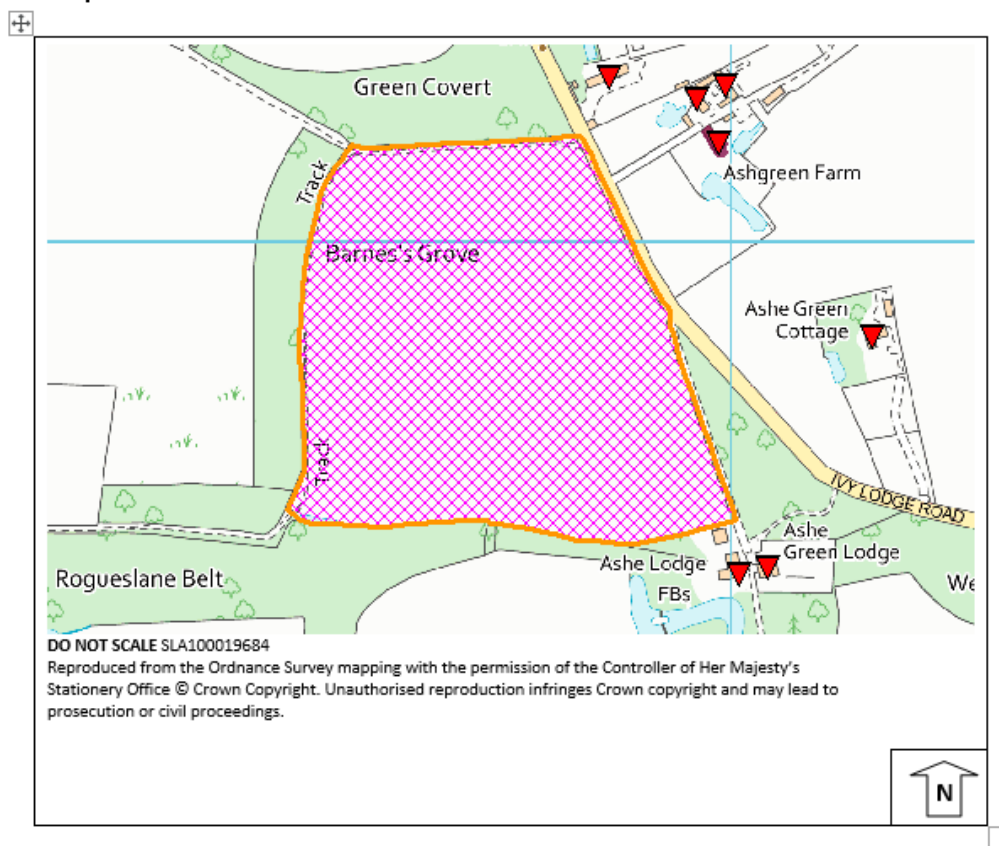 Green Covert
Track
Ashgreen Farm
Barnes's Grove
Ashe Green
Cottage
Track
IVY LODGE ROAD
Ashe
Green Lodge
Ashe Lodge
Rogueslane Belt
FBs
We
DO NOT SCALE SLA100019684
Reproduced from the Ordnance Survey mapping with the permission of the Controller of Her Majesty's
Stationery Office © Crown Copyright. Unauthorised reproduction infringes Crown copyright and may lead to
prosecution or civil proceedings.
N